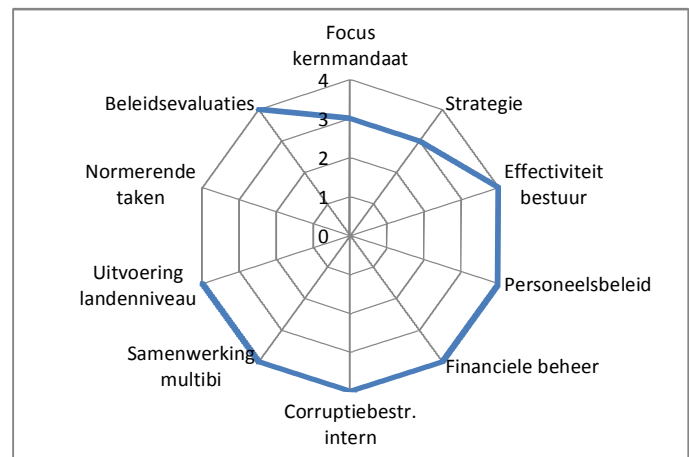 Focus
kernmandaat
4
Beleidsevaluaties
Strategie
3
Normerende
taken
2
Effectiviteit
bestuur
1
0
Uitvoering
landenniveau
Personeelsbeleid
Samenwerking
multibi
Financiele beheer
Corruptiebestr.
intern